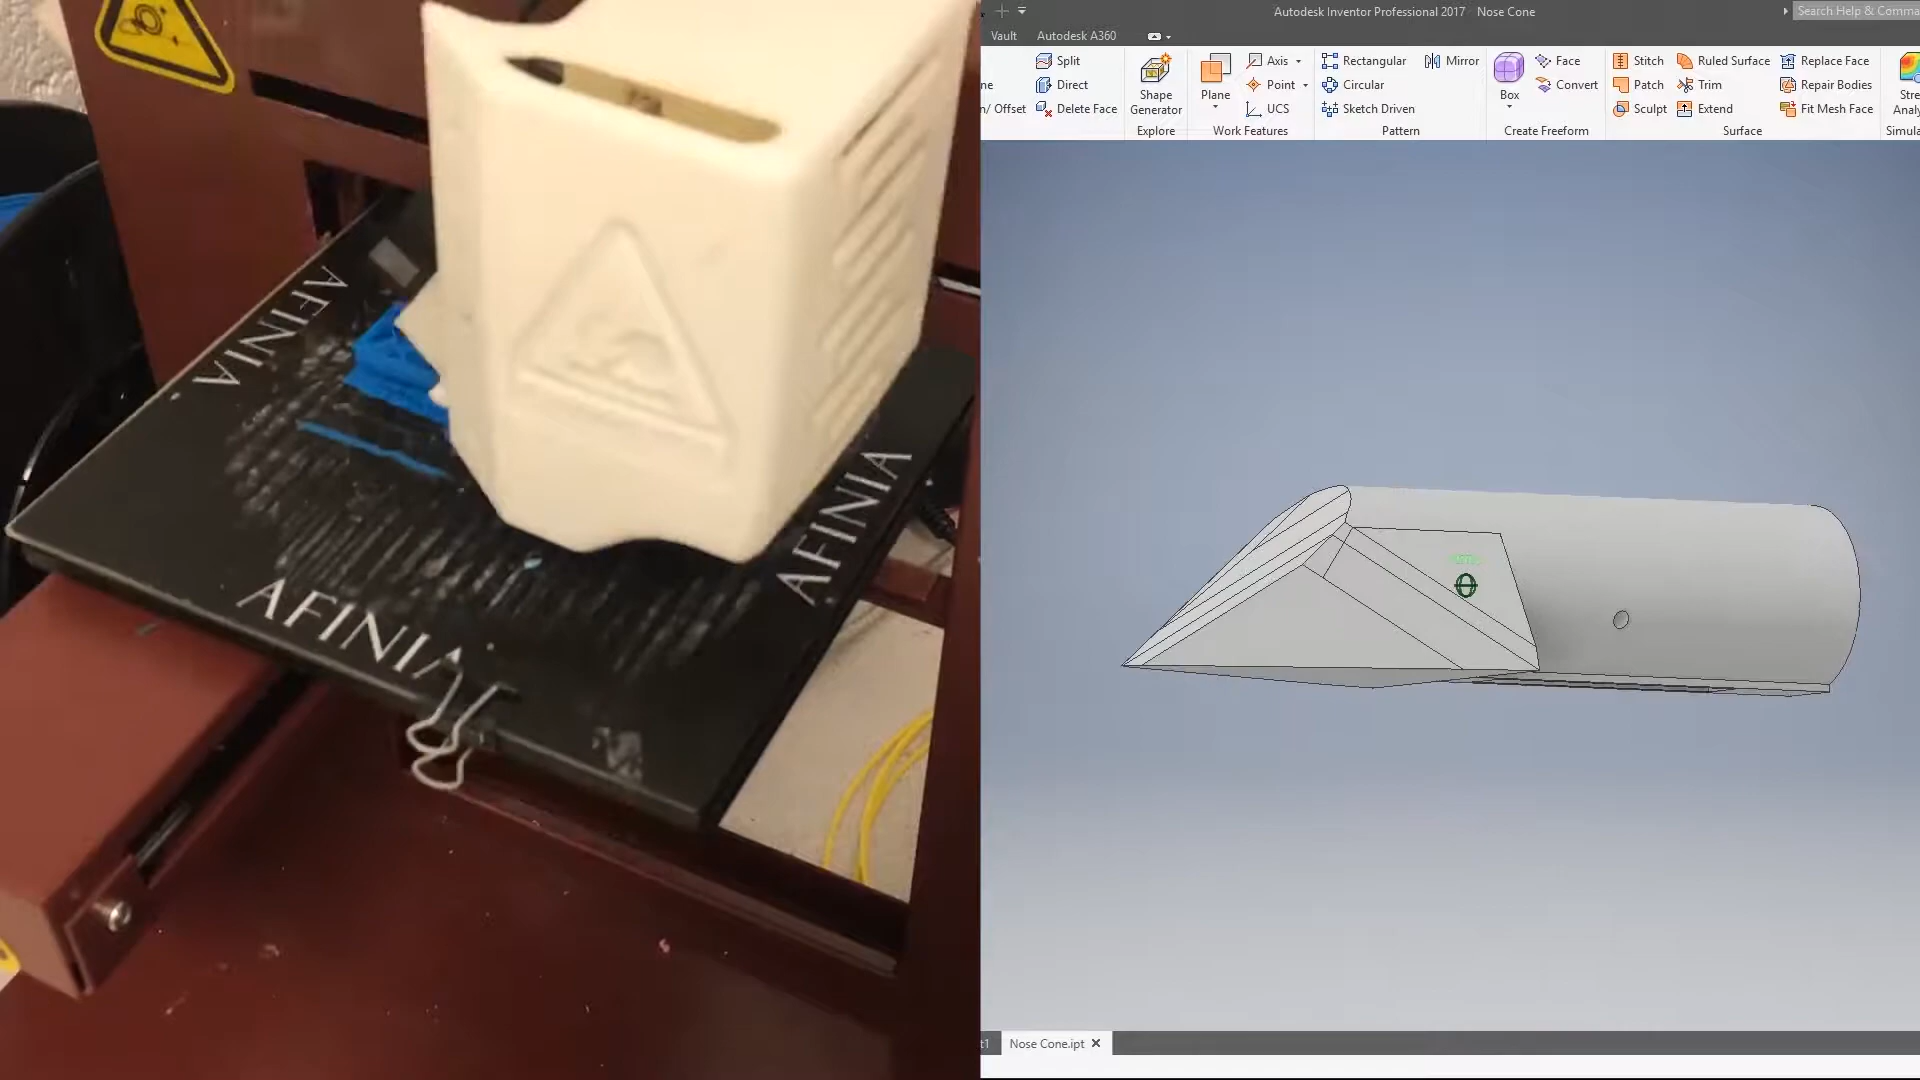 AFINIA
AFINIA
AFINIA
Autodesk Inventor Professional 2017 Nose Cone
Search Help & Comma
Vault Autodesk A360
Split
Direct
/ Offset Delete Face
Shape Generator
Explore
Plane
Axis
Point
UCS
Work Features
Rectangular Mirror
Circular
Sketch Driven
Pattern
Box
Face
Convert
Create Freeform
Stitch Ruled Surface Replace Face
Patch Trim Repair Bodies
Sculpt Extend Fit Mesh Face
Surface
Stre
Analy
Simula
Nose Cone.ipt